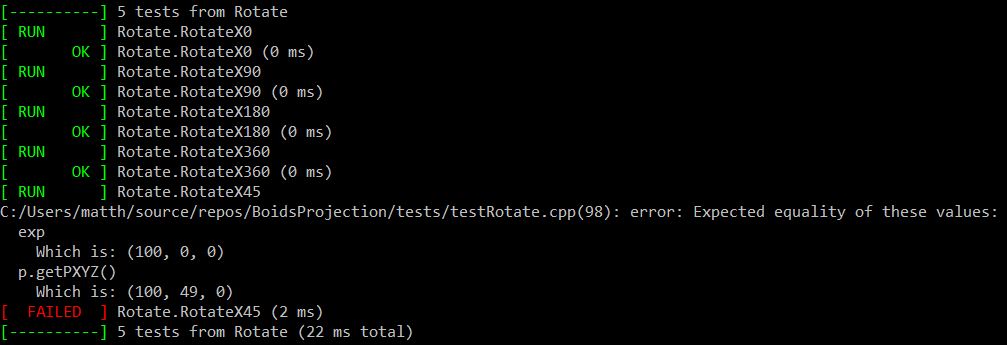 [----------] 5 tests from Rotate
[ RUN      ] Rotate.RotateX0
[       OK ] Rotate.RotateX0 (0 ms)
[ RUN      ] Rotate.RotateX90
[       OK ] Rotate.RotateX90 (0 ms)
[ RUN      ] Rotate.RotateX180
[       OK ] Rotate.RotateX180 (0 ms)
[ RUN      ] Rotate.RotateX360
[       OK ] Rotate.RotateX360 (0 ms)
[ RUN      ] Rotate.RotateX45
C:/Users/matth/source/repos/BoidsProjection/tests/testRotate.cpp(98): error: Expected equality of these values:
  exp
    Which is: (100, 0, 0)
  p.getPXYZ()
    Which is: (100, 49, 0)
[  FAILED  ] Rotate.RotateX45 (2 ms)
[----------] 5 tests from Rotate (22 ms total)